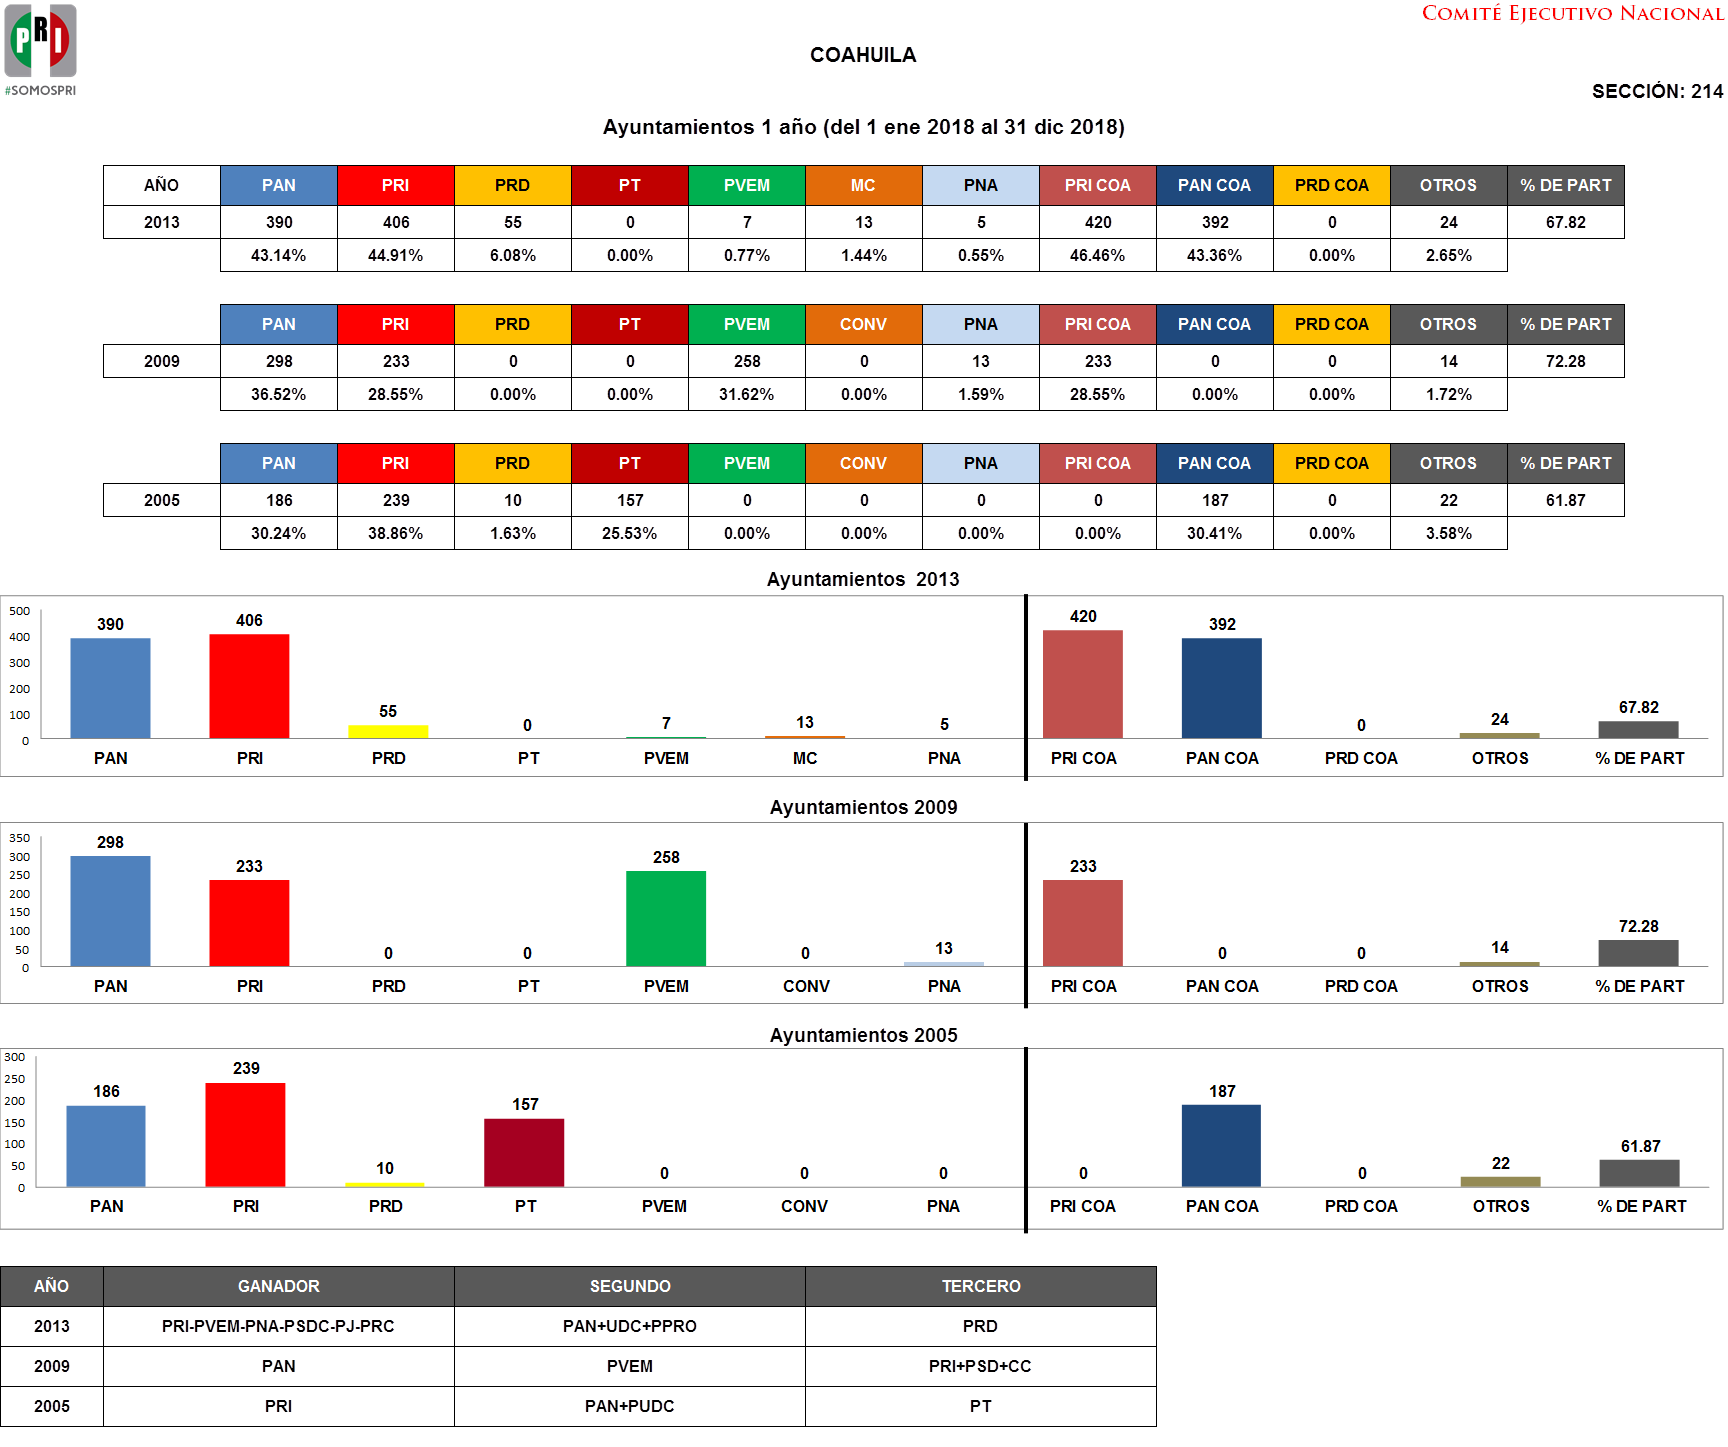 COMITÉ EJECUTIVO NACIONAL
PRI
#SOMOSPRI
COAHUILA
SECCIÓN: 214
Ayuntamientos 1 año (del 1 ene 2018 al 31 dic 2018)
AÑO PAN PRI PRD PT PVEM MC PNA PRI COA PAN COA PRD COA OTROS % DE PART
2013 390 406 55 0 7 13 5 420 392 0 24 67.82
43.14% 44.91% 6.08% 0.00% 0.77% 1.44% 0.55% 46.46% 43.36% 0.00% 2.65%
PAN PRI PRD PT PVEM CONV PNA PRI COA PAN COA PRD COA OTROS % DE PART
2009 298 233 0 0 258 0 13 233 0 0 14 72.28
36.52% 28.55% 0.00% 0.00% 31.62% 0.00% 1.59% 28.55% 0.00% 0.00% 1.72%
PAN PRI PRD PT PVEM CONV PNA PRI COA PAN COA PRD COA OTROS % DE PART
2005 186 239 10 157 0 0 0 0 187 0 22 61.87
30.24% 38.86% 1.63% 25.53% 0.00% 0.00% 0.00% 0.00% 30.41% 0.00% 3.58%
Ayuntamientos 2013
500
400
300
200
100
0
390 406 55 0 7 13 5 420 392 0 24 67.82
PAN PRI PRD PT PVEM MC PNA PRI COA PAN COA PRD COA OTROS % DE PART
Ayuntamientos 2009
350
300
250
200
150
100
50
0
298 233 0 0 258 0 13 233 0 0 14 72.28
PAN PRI PRD PT PVEM CONV PNA PRI COA PAN COA PRD COA OTROS % DE PART
Ayuntamientos 2005
300
250
200
150
100
50
0
186 239 10 157 0 0 0 0 187 0 22 61.87
PAN PRI PRD PT PVEM CONV PNA PRI COA PAN COA PRD COA OTROS % DE PART
AÑO GANADOR SEGUNDO TERCERO
2013 PRI-PVEM-PNA-PSDC-PJ-PRC PAN+UDC+PPRO PRD
2009 PAN PVEM PRI+PSD+CC
2005 PRI PAN+PUDC PT